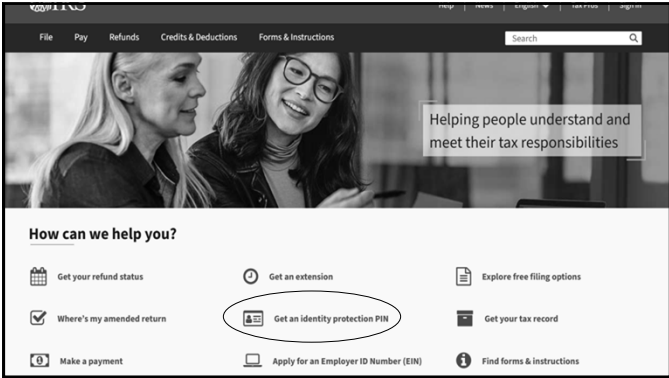 IRS
Help | News | English | Tax Pros | Sign in
File Pay Refunds Credits & Deductions Forms & Instructions Search
Helping people understand and
meet their tax responsibilities
How can we help you?
Get your refund status Get an extension Explore free filing options
Where's my amended return Get an identity protection PIN Get your tax record
Make a payment Apply for an Employer ID Number (EIN) Find forms & instructions